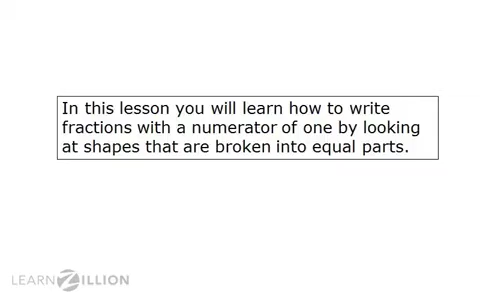 In this lesson you will learn how to write
fractions with a numerator of one by looking
at shapes that are broken into equal parts.
LEARNZILLION